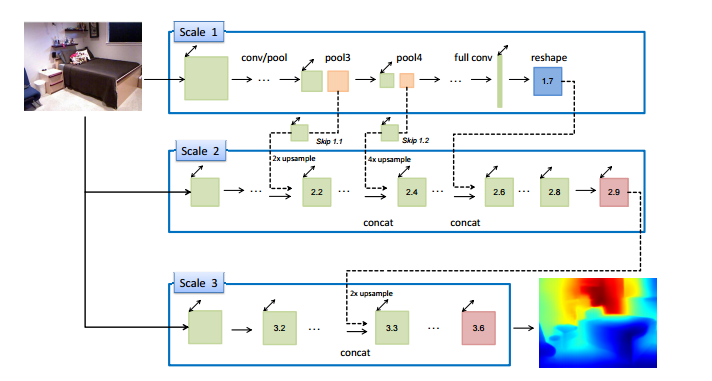 Scale 1
conv/pool
pool3
pool4
full conv
reshape
...
...
1.7
Skip 1.1
Skip 1.2
Scale 2
2x upsample
4x upsample
...
2.2
...
2.4
...
2.6
...
2.8
2.9
concat
concat
Scale 3
2x upsample
3.2
...
3.3
...
3.6
concat